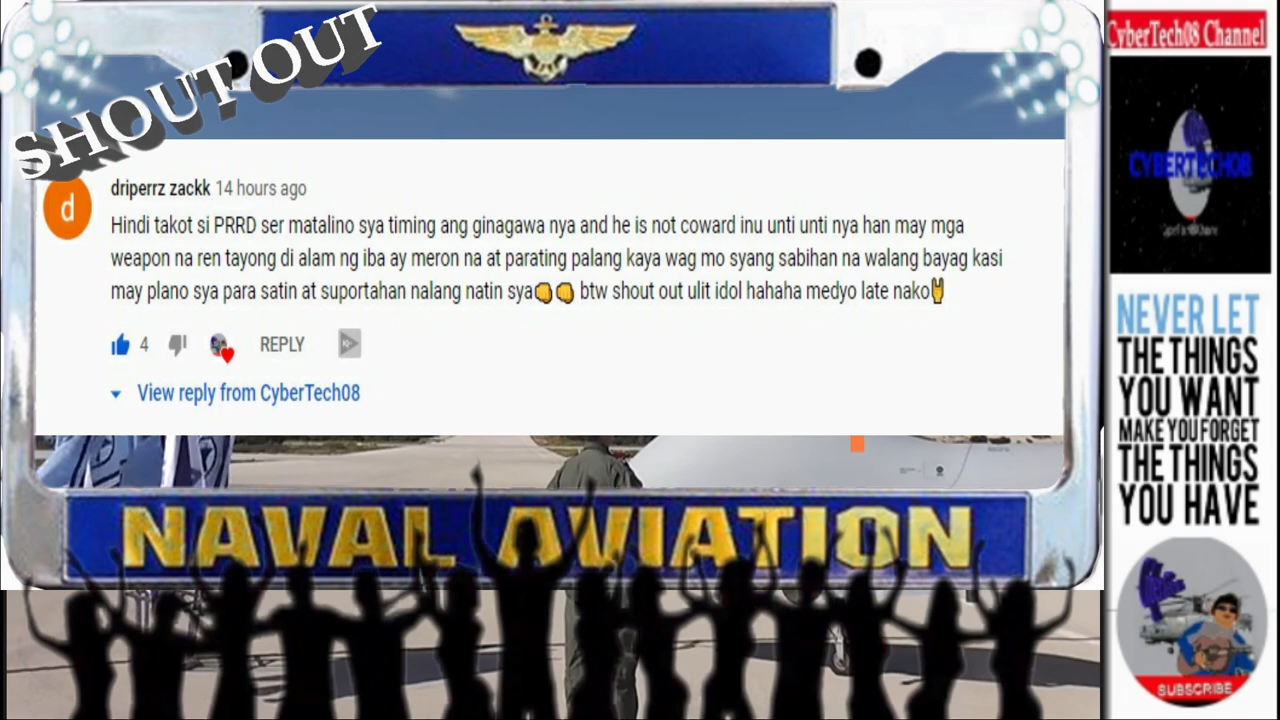 SHOUT OUT
driperrz zackk 14 hours ago
d
Hindi takot si PRRD ser matalino sya timing ang ginagawa nya and he is not coward inu unti unti nya han may mga
weapon na ren tayong di alam ng iba ay meron na at parating palang kaya wag mo syang sabihan na walang bayag kasi
may plano sya para satin at suportahan nalang natin sya👊👊 btw shout out ulit idol hahaha medyo late nako🤘
4 REPLY
View reply from CyberTech08
NAVAL AVIATION
CyberTech08 Channel
CYBERTECH08
NEVER LET
THE THINGS
YOU WANT
MAKE YOU FORGET
THE THINGS
YOU HAVE
SUBSCRIBE